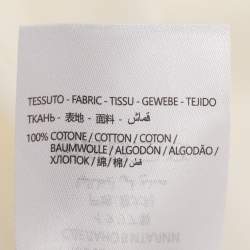 TESSUTO - FABRIC - TISSU - GEWEBE - TEJIDO
ТКАНЬ - 表地 - 面料 - قماش
100% COTONE / COTTON / COTON /
BAUMWOLLE / ALGODÓN / ALGODÃO /
ХЛОПОК / 綿 / 棉 / قطن